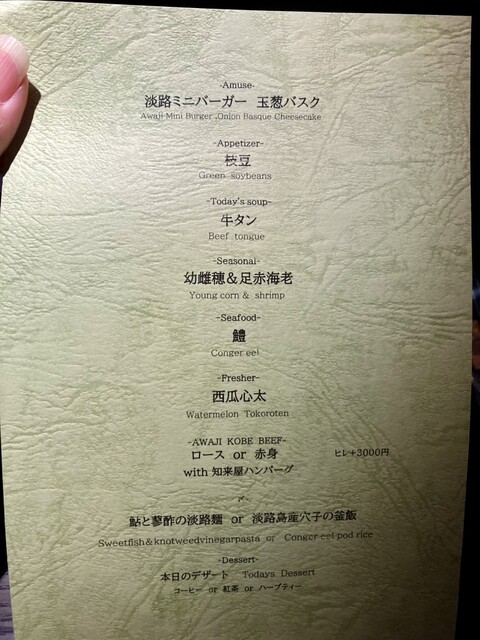 -Amuse-
淡路ミニバーガー 玉葱バスク
Awaji Mini Burger .Onion Basque Cheesecake
-Appetizer-
枝豆
Green soybeans
-Today's soup-
牛タン
Beef tongue
-Seasonal-
幼雌穂＆足赤海老
Young corn & shrimp
-Seafood-
鱧
Conger eel
-Fresher-
西瓜心太
Watermelon Tokoroten
-AWAJI KOBE BEEF-
ロース or 赤身 ヒレ+3000円
with 知来屋ハンバーグ
〆
鮎と蓼酢の淡路麺 or 淡路島産穴子の釜飯
Sweetfish&knotweedvinegarpasta or Conger eel pod rice
-Dessert-
本日のデザート Todays Dessert
コーヒー or 紅茶 or ハーブティー